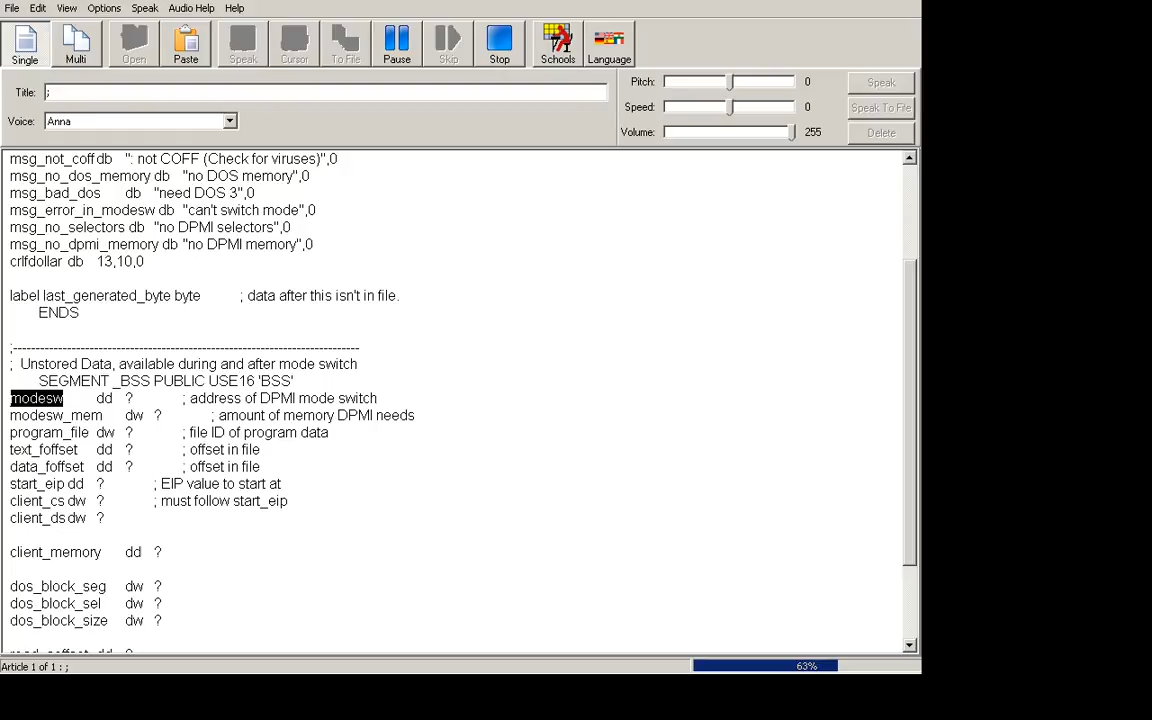 File Edit View Options Speak Audio Help Help
Single Multi Open Paste Speak Cursor To File Pause Skip Stop Schools Language
Title: ;
Voice: Anna
Pitch: 0 Speak
Speed: 0 Speak To File
Volume: 255 Delete
msg_not_coff db ": not COFF (Check for viruses)",0
msg_no_dos_memory db "no DOS memory",0
msg_bad_dos db "need DOS 3",0
msg_error_in_modesw db "can't switch mode",0
msg_no_selectors db "no DPMI selectors",0
msg_no_dpmi_memory db "no DPMI memory",0
crlfdollar db 13,10,0
label last_generated_byte byte ; data after this isn't in file.
ENDS
;-----------------------------------------------------------------------------
; Unstored Data, available during and after mode switch
SEGMENT _BSS PUBLIC USE16 'BSS'
modesw dd ? ; address of DPMI mode switch
modesw_mem dw ? ; amount of memory DPMI needs
program_file dw ? ; file ID of program data
text_foffset dd ? ; offset in file
data_foffset dd ? ; offset in file
start_eip dd ? ; EIP value to start at
client_cs dw ? ; must follow start_eip
client_ds dw ?
client_memory dd ?
dos_block_seg dw ?
dos_block_sel dw ?
dos_block_size dw ?
Article 1 of 1 : ; 63%